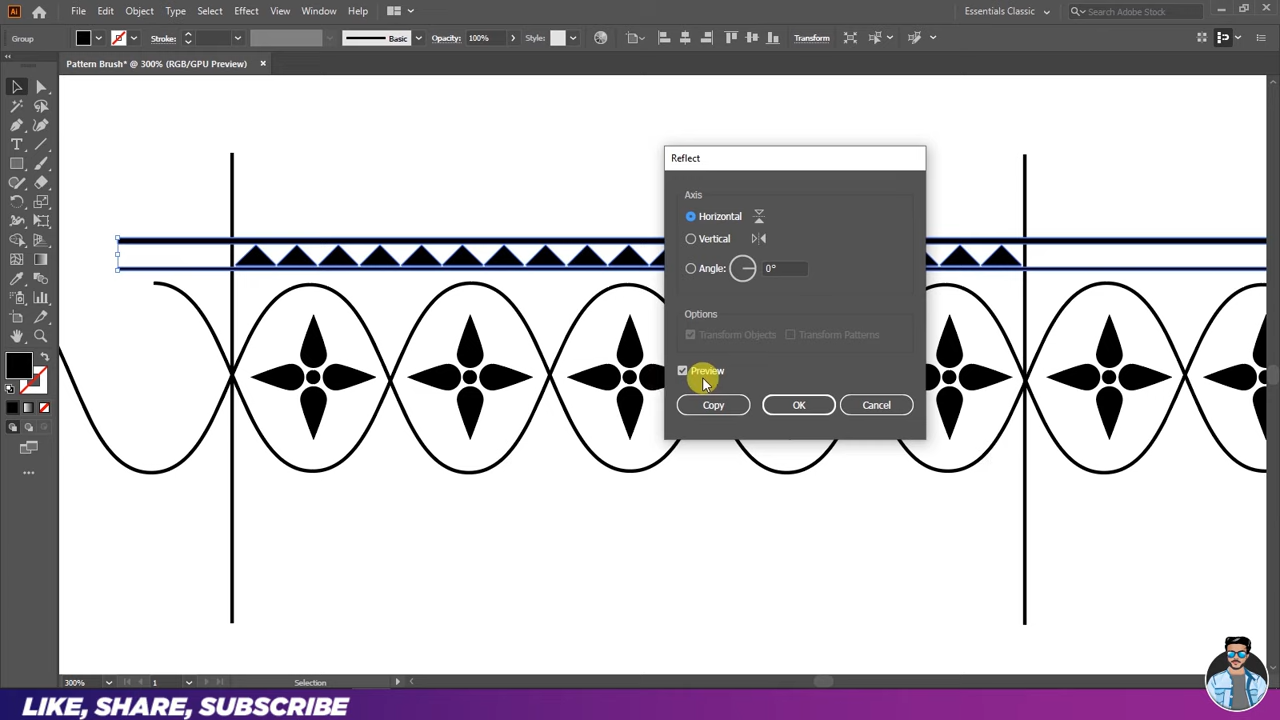 Ai File Edit Object Type Select Effect View Window Help Essentials Classic Search Adobe Stock
Group Stroke: Basic Opacity: 100% Style: Transform
Pattern Brush* @ 300% (RGB/GPU Preview)
Reflect
Axis
Horizontal
Vertical
Angle: 0°
Options
Transform Objects Transform Patterns
Preview
Copy OK Cancel
300% 1 Selection
LIKE, SHARE, SUBSCRIBE